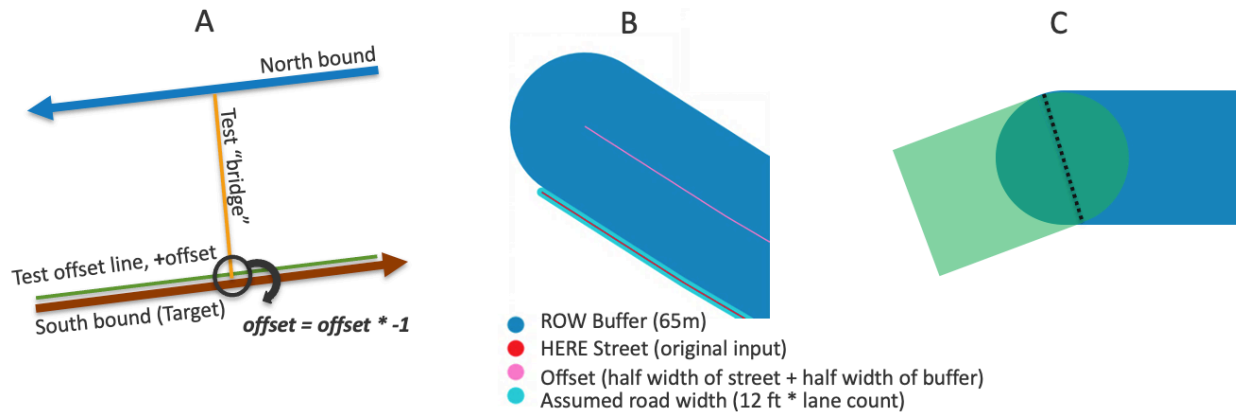 A
North bound
Test “bridge”
Test offset line, +offset
South bound (Target)
offset = offset * -1
B
ROW Buffer (65m)
HERE Street (original input)
Offset (half width of street + half width of buffer)
Assumed road width (12 ft * lane count)
C